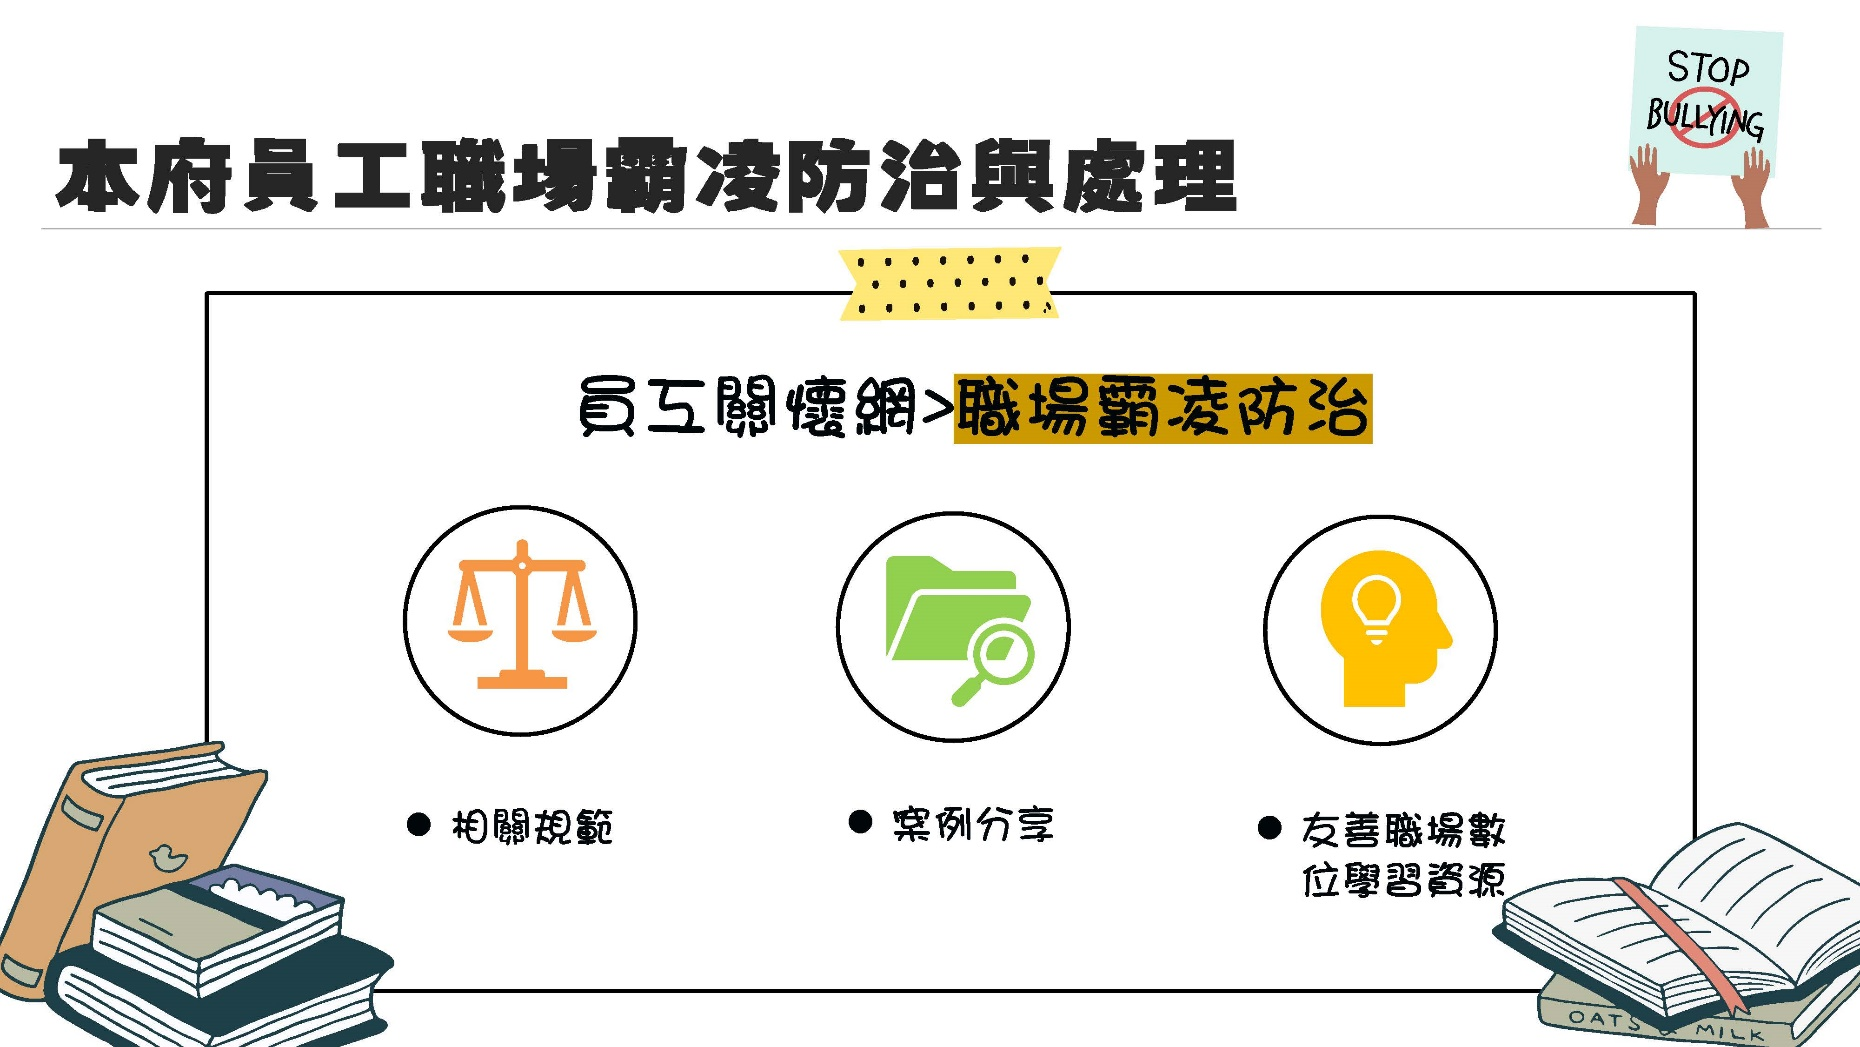 STOP
BULLYING
本府員工職場霸凌防治與處理
員工關懷網>職場霸凌防治
● 相關規範
● 案例分享
● 友善職場數
位學習資源
OATS & MILK